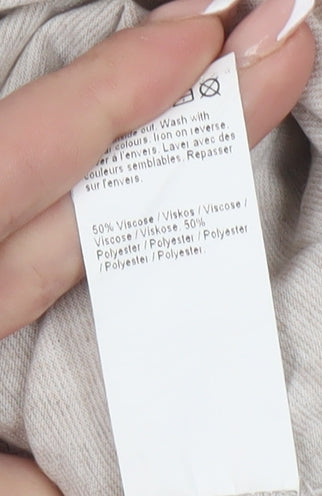 out. Wash with
colours. Iron on reverse.
à l'envers. Laver avec des
couleurs semblables. Repasser
sur l'envers.
50% Viscose / Viskos / Viscose /
Viscose / Viskose, 50%
Polyester / Polyester / Polyester
/ Polyester / Polyester.